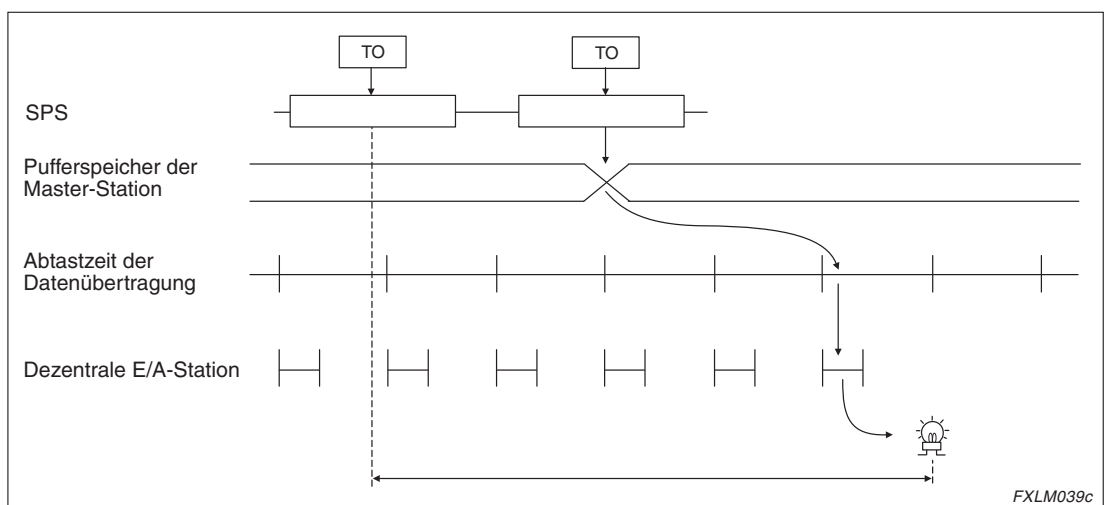 TO
TO
SPS
Pufferspeicher der
Master-Station
Abtastzeit der
Datenübertragung
Dezentrale E/A-Station
FXLM039c